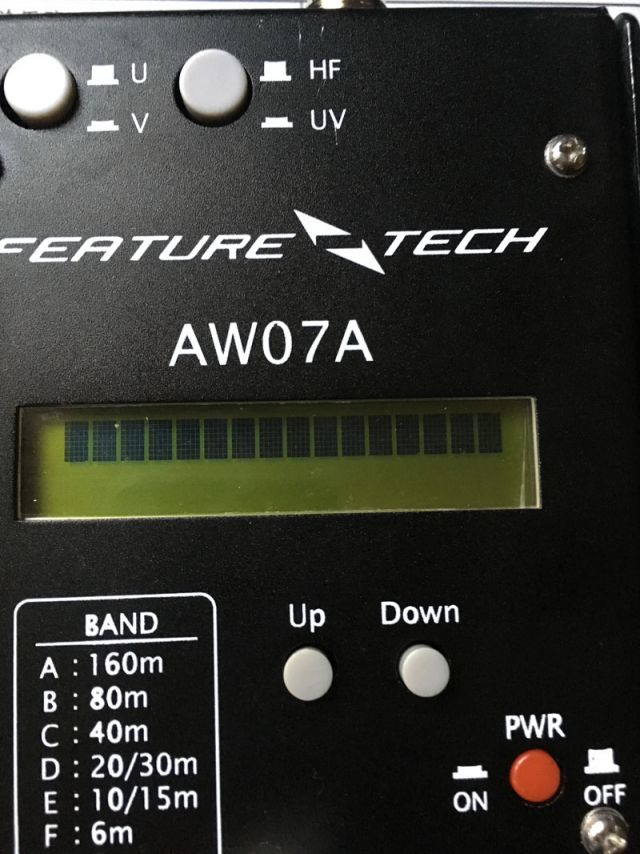 U
HF
V
UV
FEATURE TECH
AW07A
BAND
A : 160m
B : 80m
C : 40m
D : 20/30m
E : 10/15m
F : 6m
Up
Down
PWR
ON
OFF